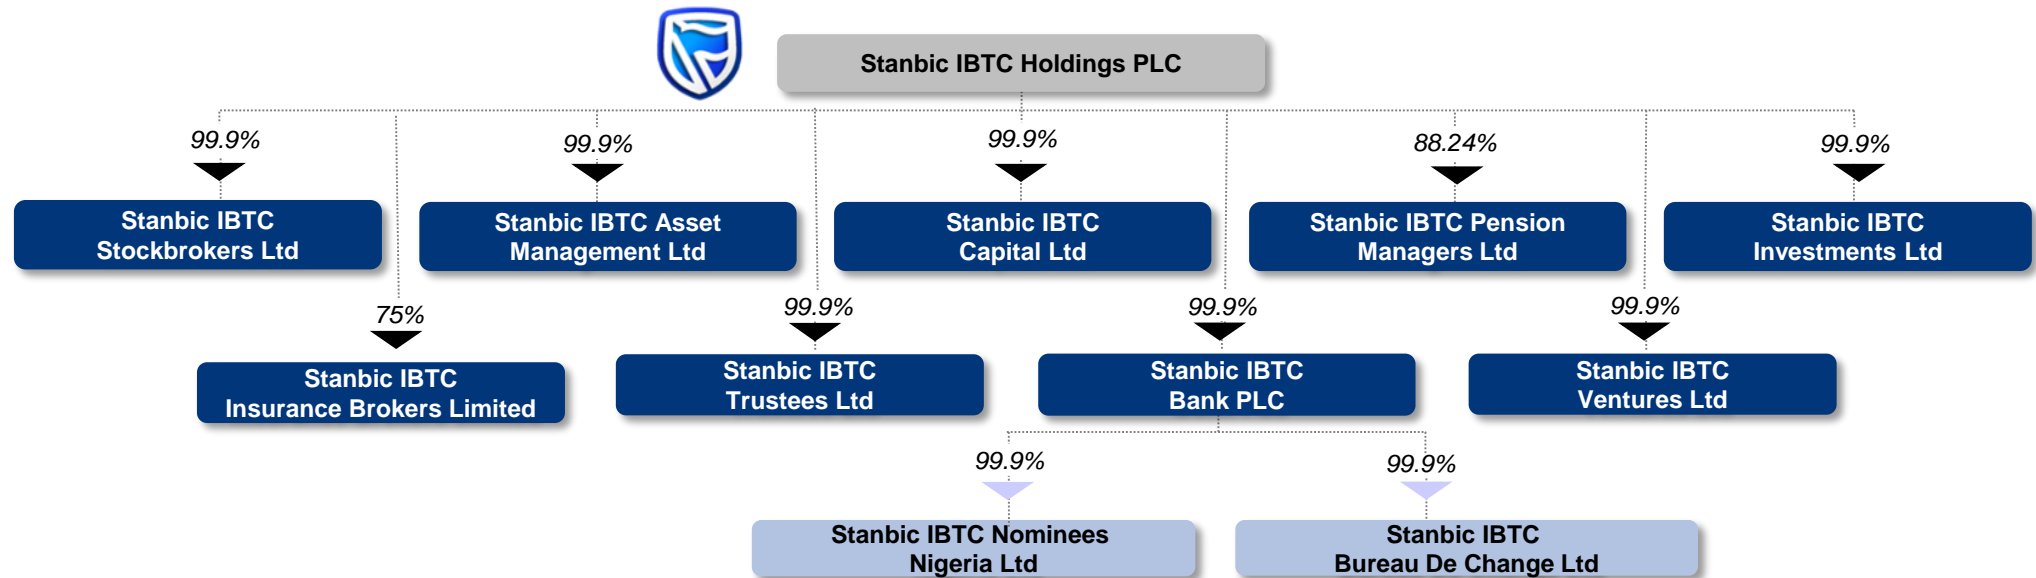 Stanbic IBTC Holdings PLC
99.9%
99.9%
99.9%
88.24%
99.9%
Stanbic IBTC
Stockbrokers Ltd
Stanbic IBTC Asset
Management Ltd
Stanbic IBTC
Capital Ltd
Stanbic IBTC Pension
Managers Ltd
Stanbic IBTC
Investments Ltd
75%
99.9%
99.9%
99.9%
Stanbic IBTC
Insurance Brokers Limited
Stanbic IBTC
Trustees Ltd
Stanbic IBTC
Bank PLC
Stanbic IBTC
Ventures Ltd
99.9%
99.9%
Stanbic IBTC Nominees
Nigeria Ltd
Stanbic IBTC
Bureau De Change Ltd